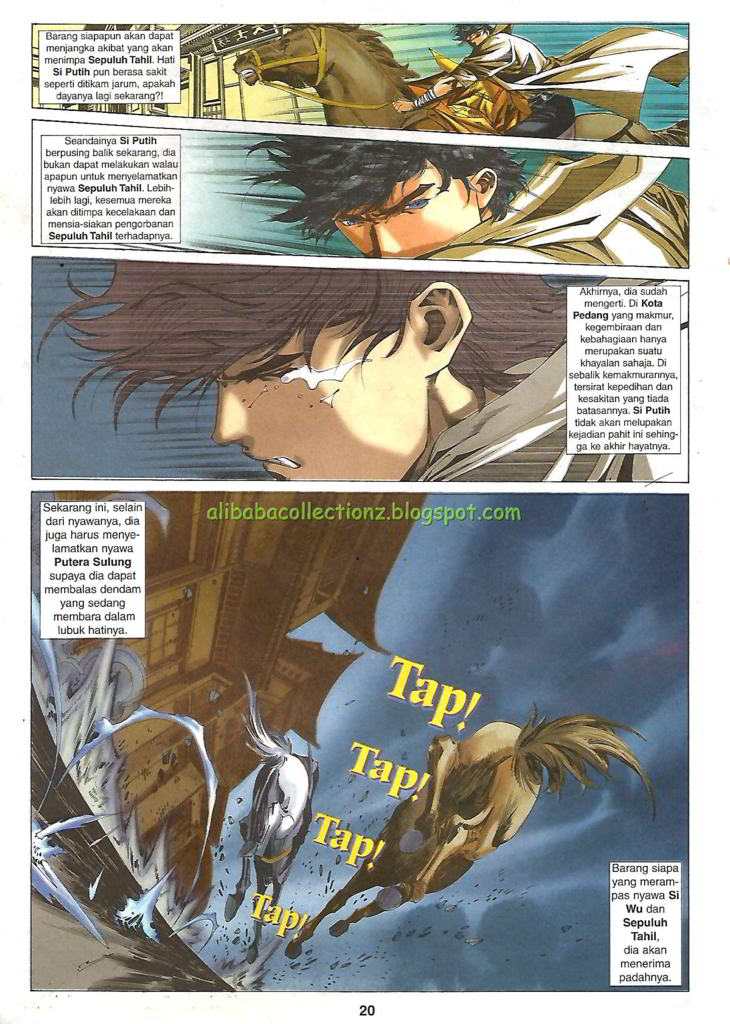 Barang siapapun akan dapat
menjangka akibat yang akan
menimpa Sepuluh Tahil. Hati
Si Putih pun berasa sakit
seperti ditikam jarum, apakah
dayanya lagi sekarang?!
Seandainya Si Putih
berpusing balik sekarang, dia
bukan dapat melakukan walau
apapun untuk menyelamatkan
nyawa Sepuluh Tahil. Lebih-
lebih lagi, kesemua mereka
akan ditimpa kecelakaan dan
mensia-siakan pengorbanan
Sepuluh Tahil terhadapnya.
Akhirnya, dia sudah
mengerti. Di Kota
Pedang yang makmur,
kegembiraan dan
kebahagiaan hanya
merupakan suatu
khayalan sahaja. Di
sebalik kemakmurannya,
tersirat kepedihan dan
kesakitan yang tiada
batasannya. Si Putih
tidak akan melupakan
kejadian pahit ini sehing-
ga ke akhir hayatnya.
alibabacollectionz.blogspot.com
Sekarang ini, selain
dari nyawanya, dia
juga harus menye-
lamatkan nyawa
Putera Sulung
supaya dia dapat
membalas dendam
yang sedang
membara dalam
lubuk hatinya.
Tap!
Tap!
Tap!
Tap!
Barang siapa
yang meram-
pas nyawa Si
Wu dan
Sepuluh
Tahil,
dia akan
menerima
padahnya.
20